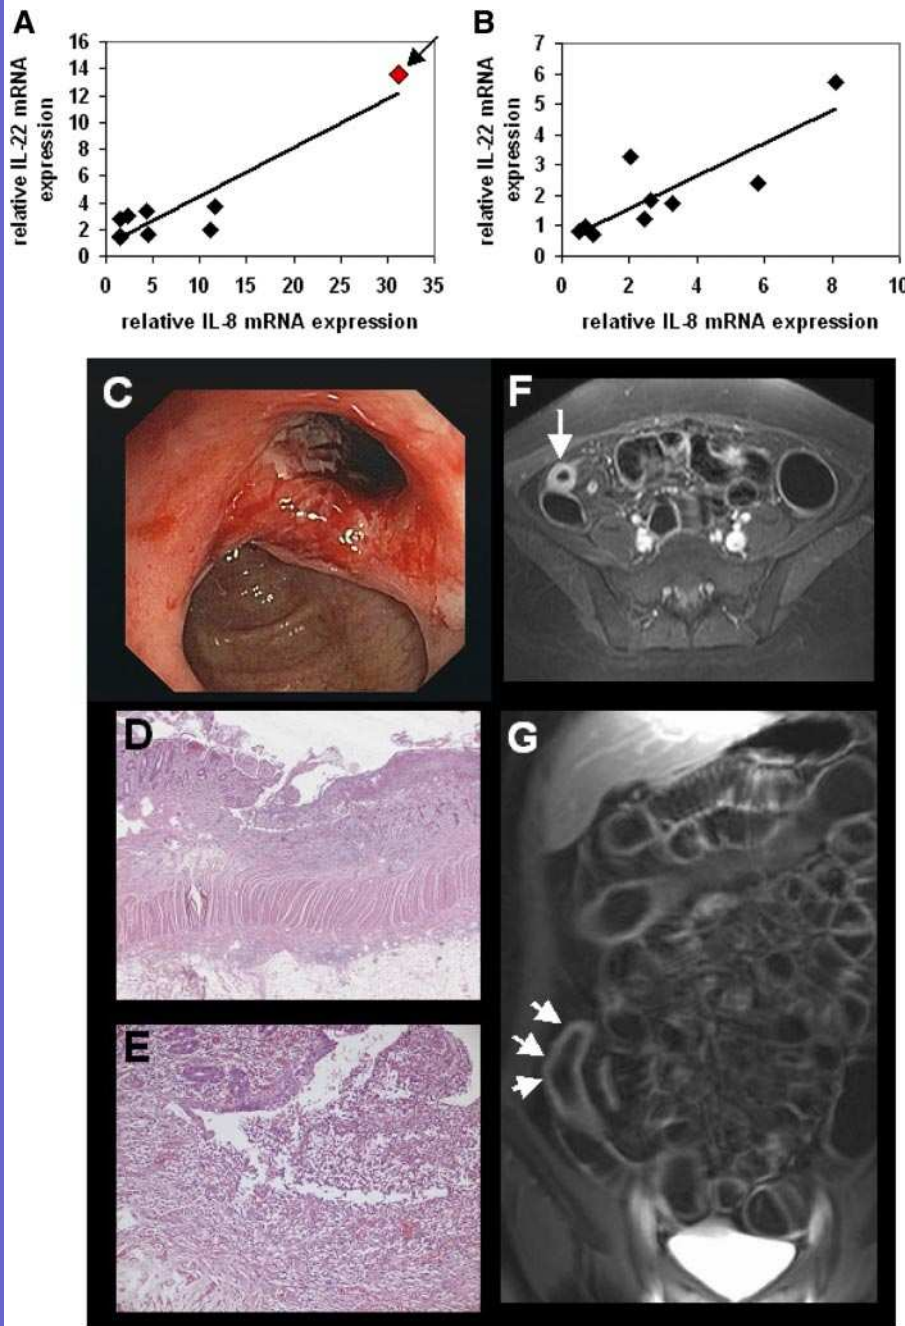 A
relative IL-22 mRNA
expression
16
14
12
10
8
6
4
2
0
0 5 10 15 20 25 30 35
relative IL-8 mRNA expression
B
relative IL-22 mRNA
expression
7
6
5
4
3
2
1
0
0 2 4 6 8 10
relative IL-8 mRNA expression
C
F
D
G
E